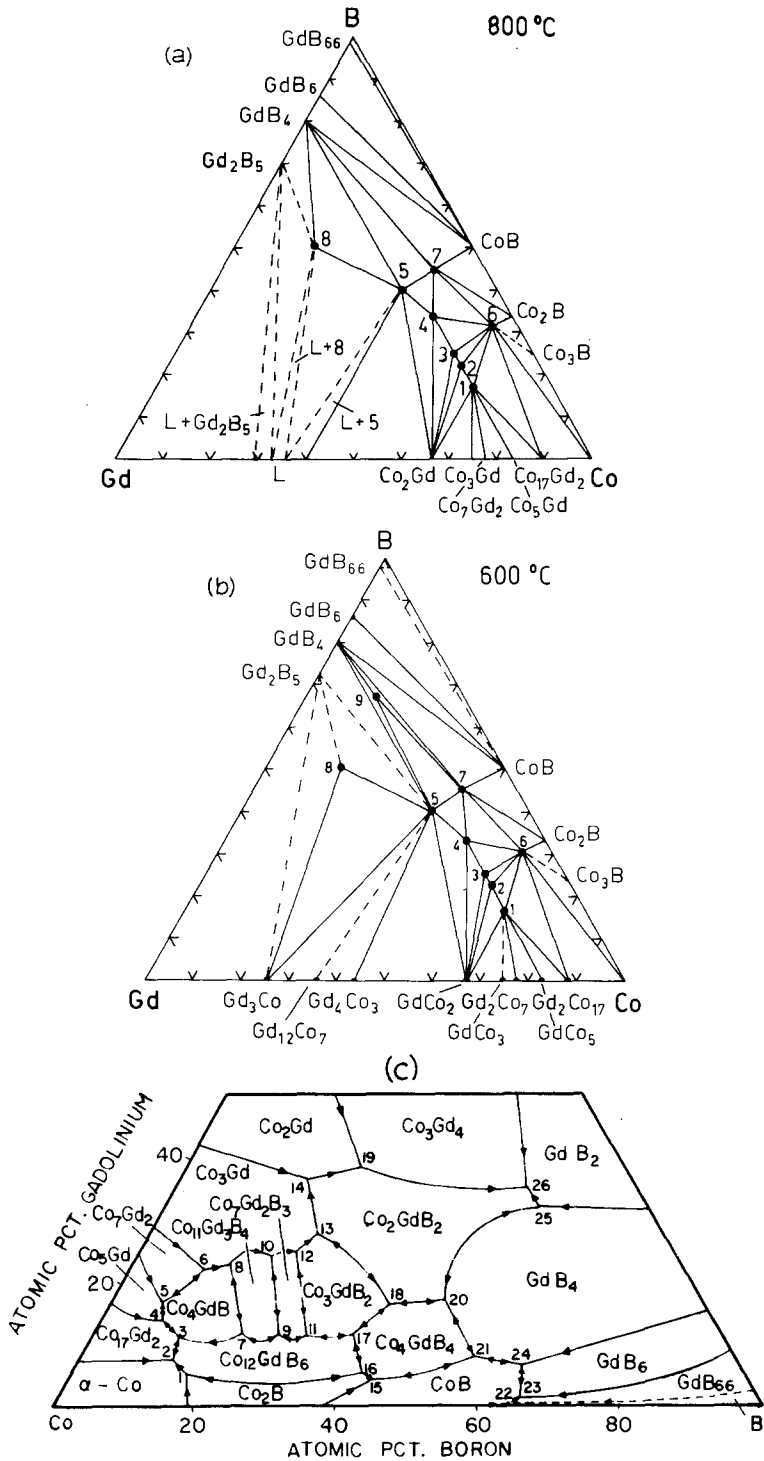 (a)
B
800 °C
GdB₆₆
GdB₆
GdB₄
Gd₂B₅
8
CoB
7
5
Co₂B
4
6
Co₃B
3
2
1
L+8
L+Gd₂B₅
L+5
Gd
L
Co₂Gd
Co₃Gd
Co₁₇Gd₂
Co
Co₇Gd₂
Co₅Gd
(b)
B
600 °C
GdB₆₆
GdB₆
GdB₄
Gd₂B₅
9
8
CoB
7
5
Co₂B
4
6
Co₃B
3
2
1
Gd
Gd₃Co
Gd₄Co₃
GdCo₂
Gd₂Co₇
Gd₂Co₁₇
Co
Gd₁₂Co₇
GdCo₃
GdCo₅
(c)
ATOMIC PCT. GADOLINIUM
40
20
Co₂Gd
Co₃Gd₄
Gd B₂
19
Co₃Gd
14
26
25
Co₇Gd₂B₃
Co₇Gd₂
Co₁₁Gd₃B₄
13
Co₂GdB₂
Co₅Gd
6
8
10
12
Gd B₄
5
Co₄GdB
Co₃GdB₂
18
20
4
Co₁₇Gd₂
3
7
9
11
17
Co₄GdB₄
2
Co₁₂GdB₆
21
24
GdB₆
α - Co
1
16
15
Co₂B
CoB
22
23
GdB₆₆
Co
20
40
60
80
B
ATOMIC PCT. BORON